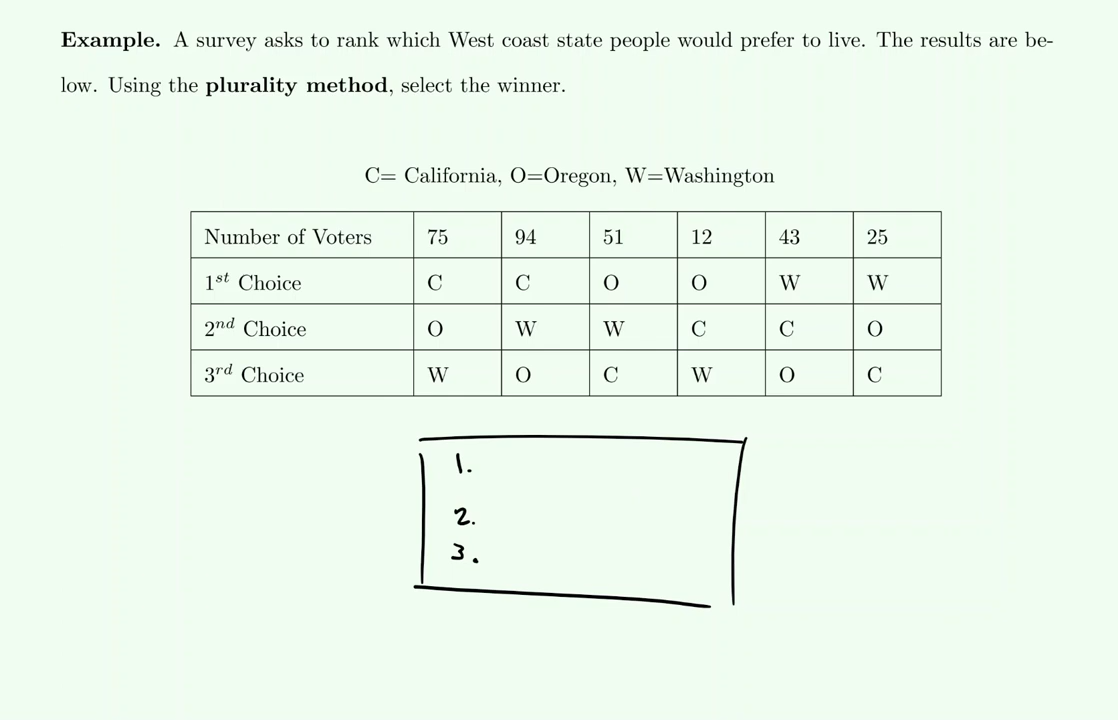 Example. A survey asks to rank which West coast state people would prefer to live. The results are be-
low. Using the plurality method, select the winner.
C= California, O=Oregon, W=Washington
Number of Voters 75 94 51 12 43 25
1st Choice C C O O W W
2nd Choice O W W C C O
3rd Choice W O C W O C
1.
2.
3.